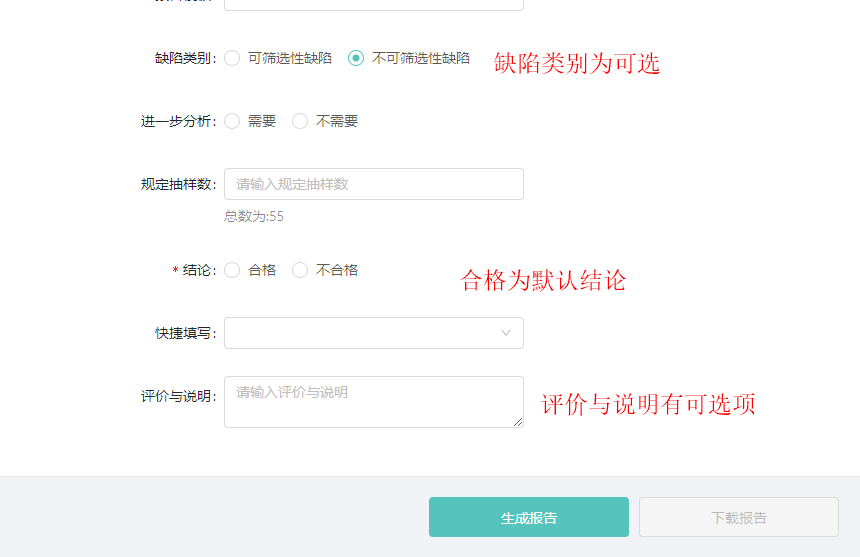 缺陷类别: 可筛选性缺陷 不可筛选性缺陷 缺陷类别为可选
进一步分析: 需要 不需要
规定抽样数: 请输入规定抽样数
总数为:55
* 结论: 合格 不合格 合格为默认结论
快捷填写:
评价与说明: 请输入评价与说明 评价与说明有可选项
生成报告 下载报告